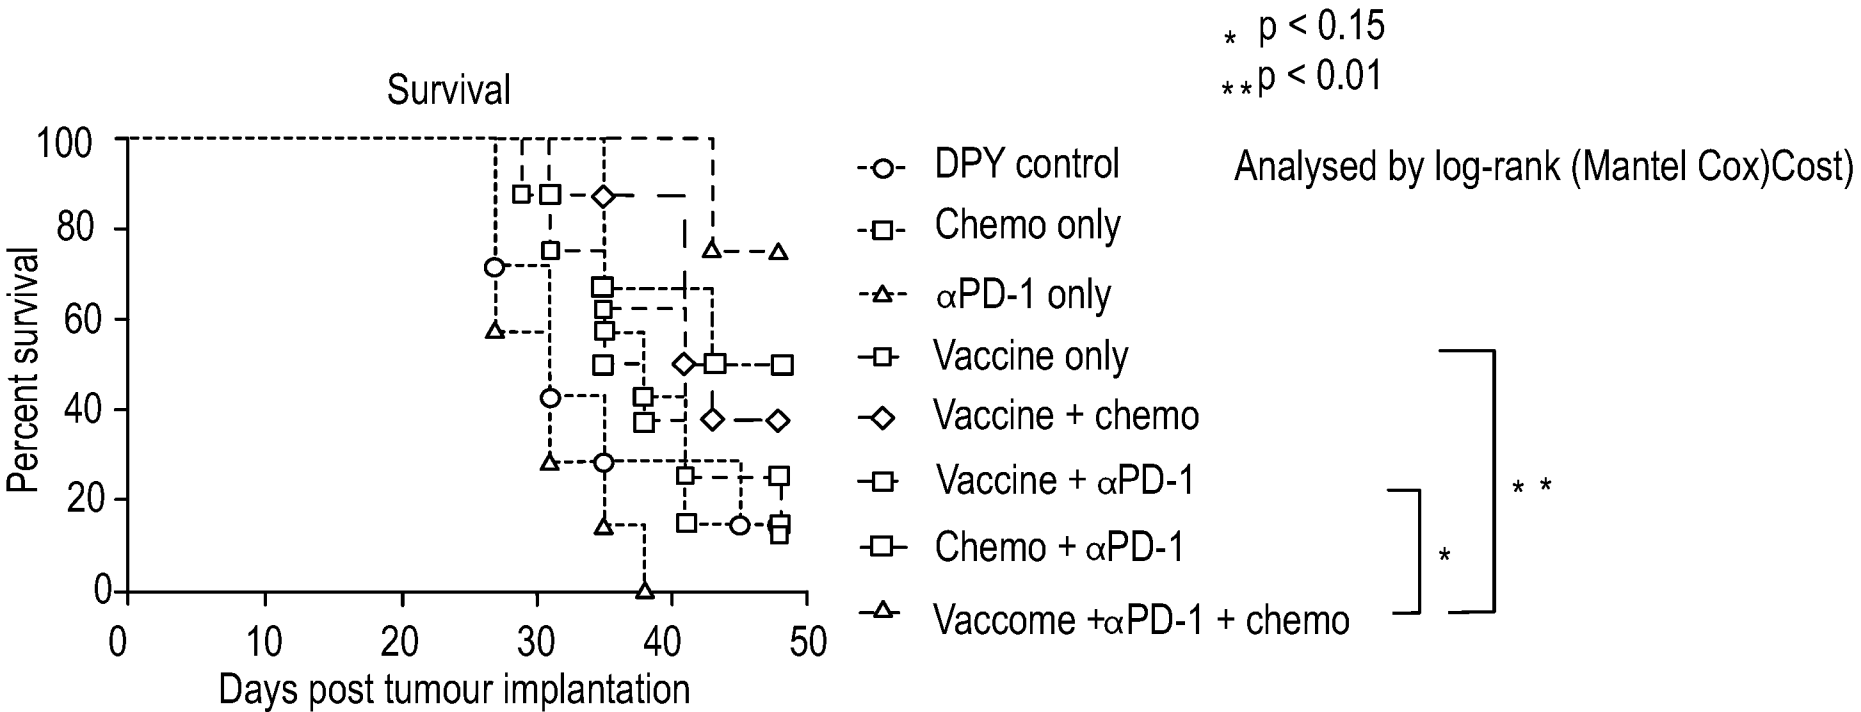 * p < 0.15
**p < 0.01
Survival
Analysed by log-rank (Mantel Cox)Cost)
100
80
60
40
20
0
Percent survival
0 10 20 30 40 50
Days post tumour implantation
DPY control
Chemo only
αPD-1 only
Vaccine only
Vaccine + chemo
Vaccine + αPD-1
Chemo + αPD-1
Vaccome +αPD-1 + chemo
* *
*